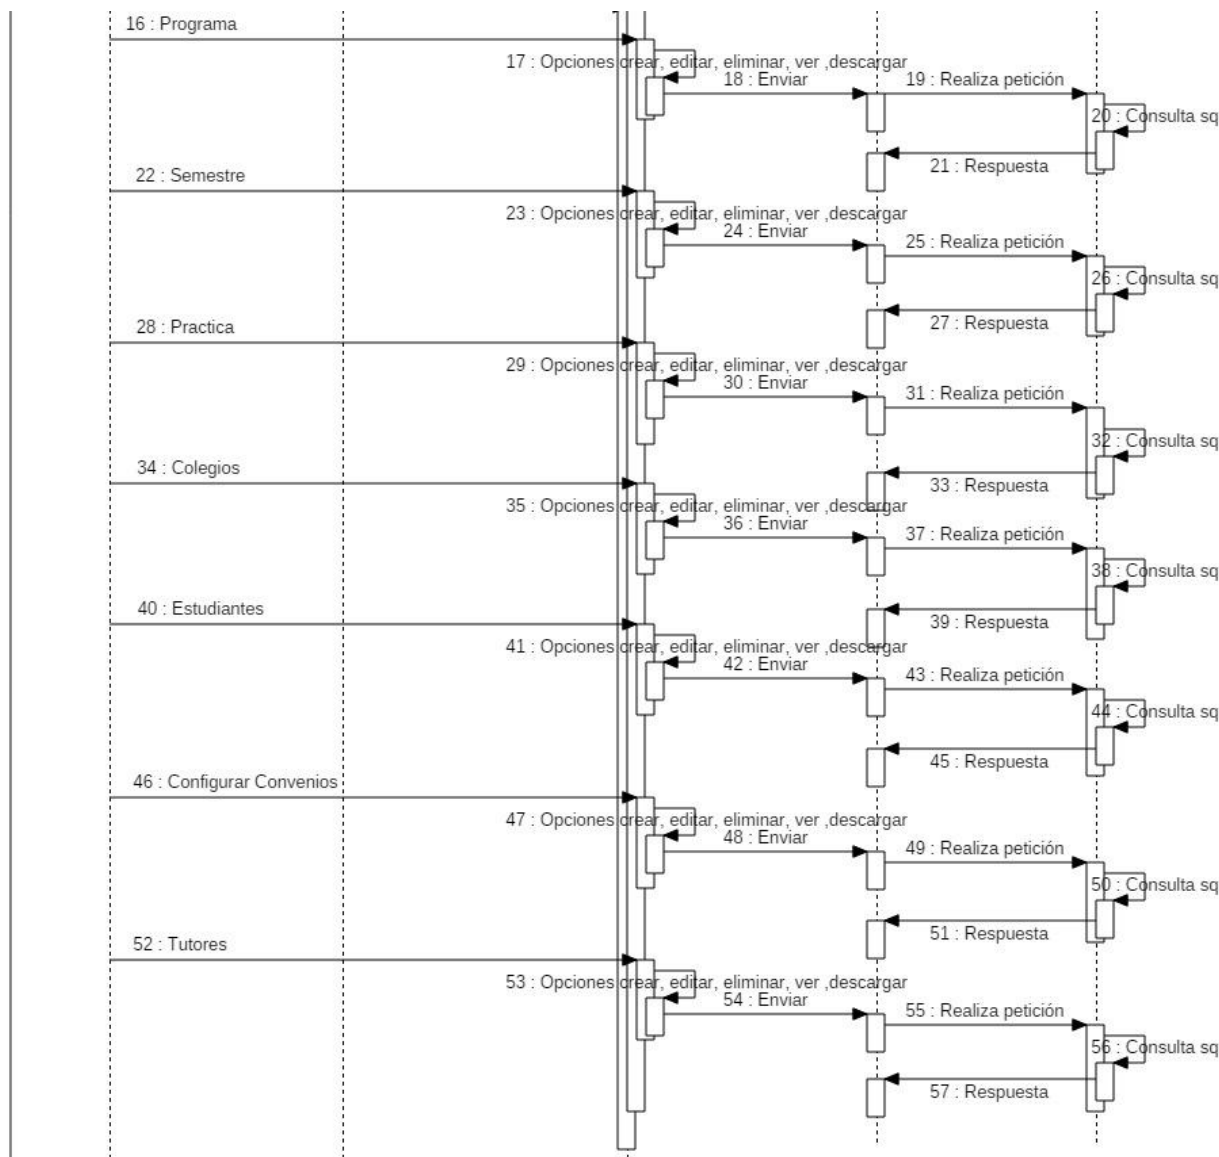 16 : Programa
17 : Opciones crear, editar, eliminar, ver ,descargar
18 : Enviar
19 : Realiza petición
20 : Consulta sq
21 : Respuesta
22 : Semestre
23 : Opciones crear, editar, eliminar, ver ,descargar
24 : Enviar
25 : Realiza petición
26 : Consulta sq
27 : Respuesta
28 : Practica
29 : Opciones crear, editar, eliminar, ver ,descargar
30 : Enviar
31 : Realiza petición
32 : Consulta sq
33 : Respuesta
34 : Colegios
35 : Opciones crear, editar, eliminar, ver ,descargar
36 : Enviar
37 : Realiza petición
38 : Consulta sq
39 : Respuesta
40 : Estudiantes
41 : Opciones crear, editar, eliminar, ver ,descargar
42 : Enviar
43 : Realiza petición
44 : Consulta sq
45 : Respuesta
46 : Configurar Convenios
47 : Opciones crear, editar, eliminar, ver ,descargar
48 : Enviar
49 : Realiza petición
50 : Consulta sq
51 : Respuesta
52 : Tutores
53 : Opciones crear, editar, eliminar, ver ,descargar
54 : Enviar
55 : Realiza petición
56 : Consulta sq
57 : Respuesta